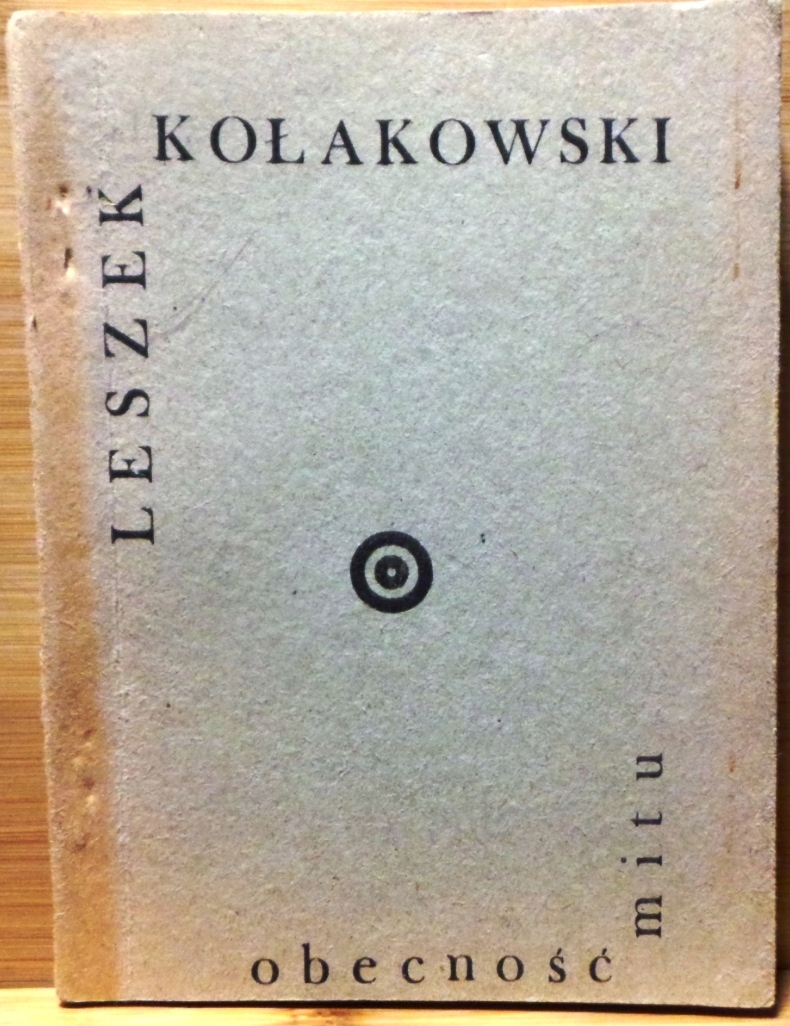 LESZEK
KOŁAKOWSKI
obecność
mitu